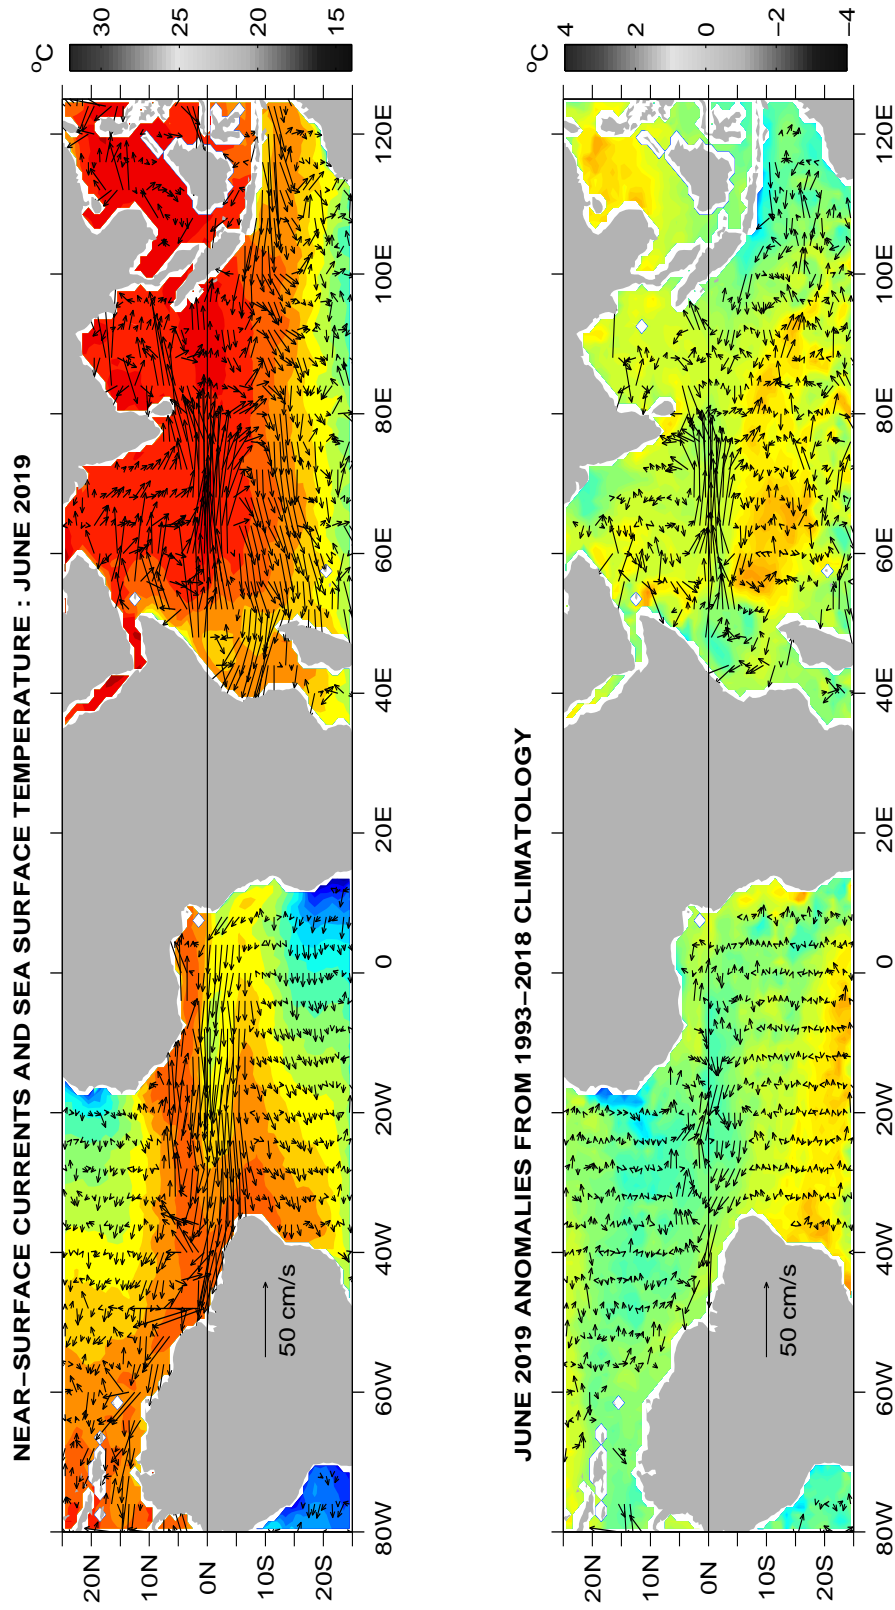 NEAR–SURFACE CURRENTS AND SEA SURFACE TEMPERATURE : JUNE 2019
20N
10N
0N
10S
20S
80W 60W 40W 20W 0 20E 40E 60E 80E 100E 120E
50 cm/s
°C
30
25
20
15
JUNE 2019 ANOMALIES FROM 1993–2018 CLIMATOLOGY
20N
10N
0N
10S
20S
80W 60W 40W 20W 0 20E 40E 60E 80E 100E 120E
50 cm/s
°C
4
2
0
–2
–4